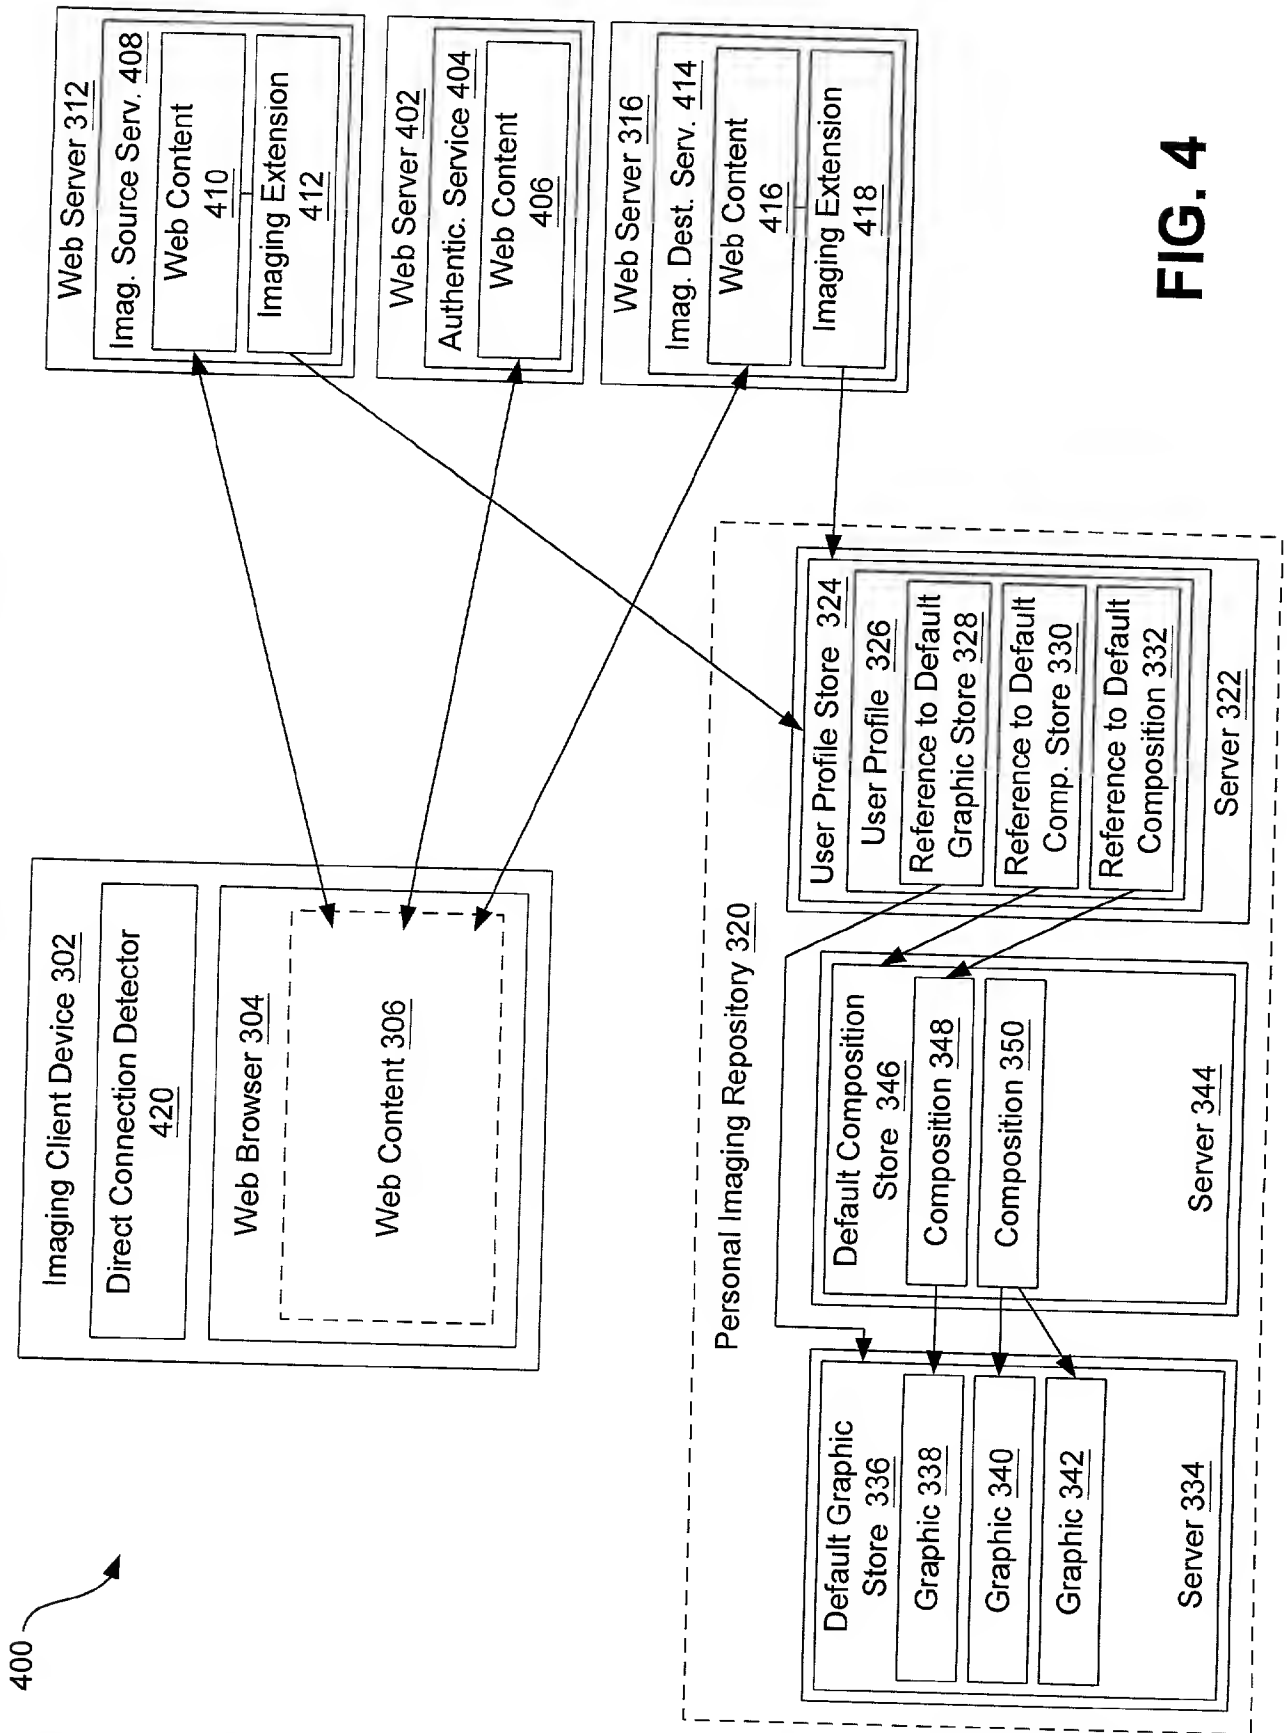 400
Imaging Client Device 302
Direct Connection Detector
420
Web Browser 304
Web Content 306
Web Server 312
Imag. Source Serv. 408
Web Content
410
Imaging Extension
412
Web Server 402
Authentic. Service 404
Web Content
406
Web Server 316
Imag. Dest. Serv. 414
Web Content
416
Imaging Extension
418
Personal Imaging Repository 320
Default Graphic
Store 336
Graphic 338
Graphic 340
Graphic 342
Server 334
Default Composition
Store 346
Composition 348
Composition 350
Server 344
User Profile Store 324
User Profile 326
Reference to Default
Graphic Store 328
Reference to Default
Comp. Store 330
Reference to Default
Composition 332
Server 322
FIG. 4